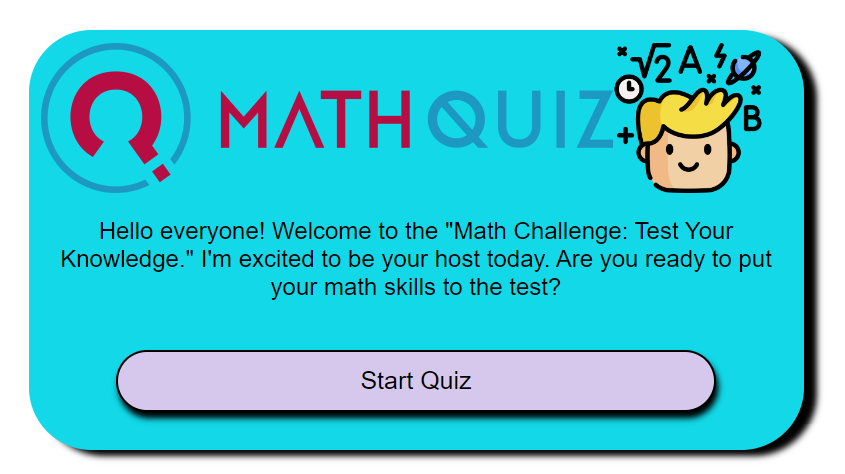 MATH QUIZ
√2 A
B
Hello everyone! Welcome to the "Math Challenge: Test Your
Knowledge." I'm excited to be your host today. Are you ready to put
your math skills to the test?
Start Quiz